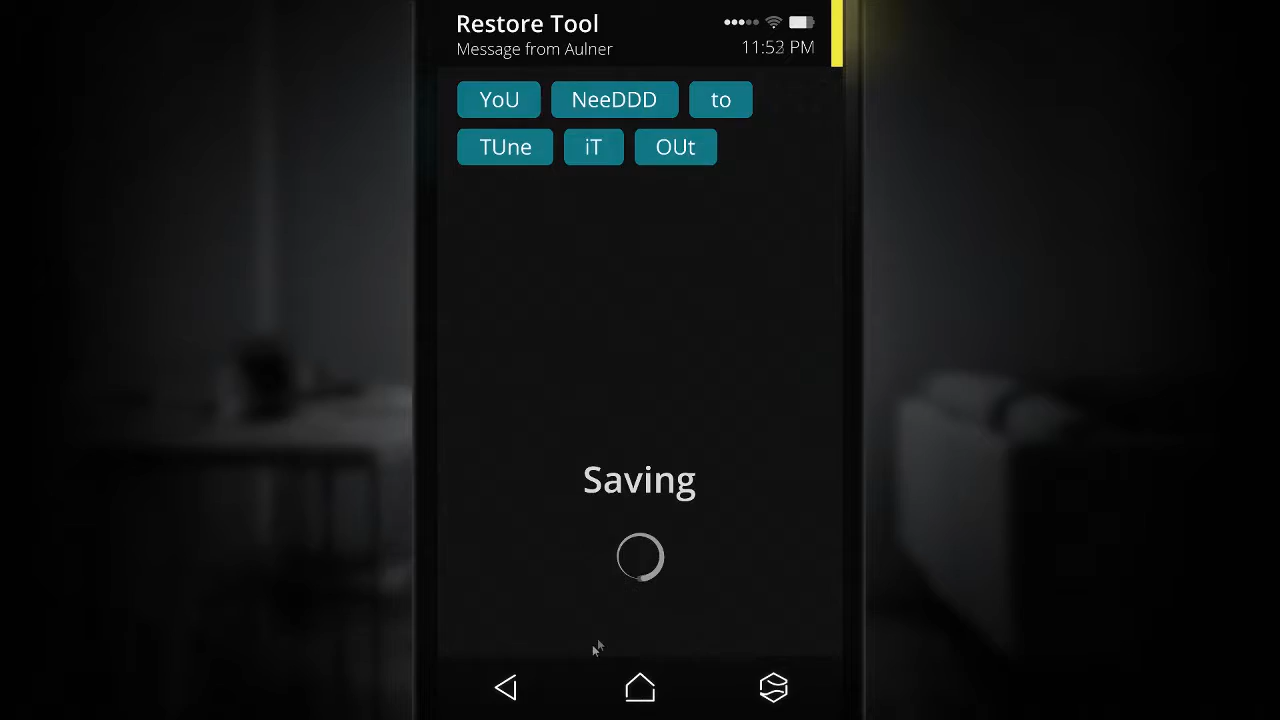 Restore Tool
Message from Aulner
11:52 PM
YoU NeeDDD to
TUne iT OUt
Saving